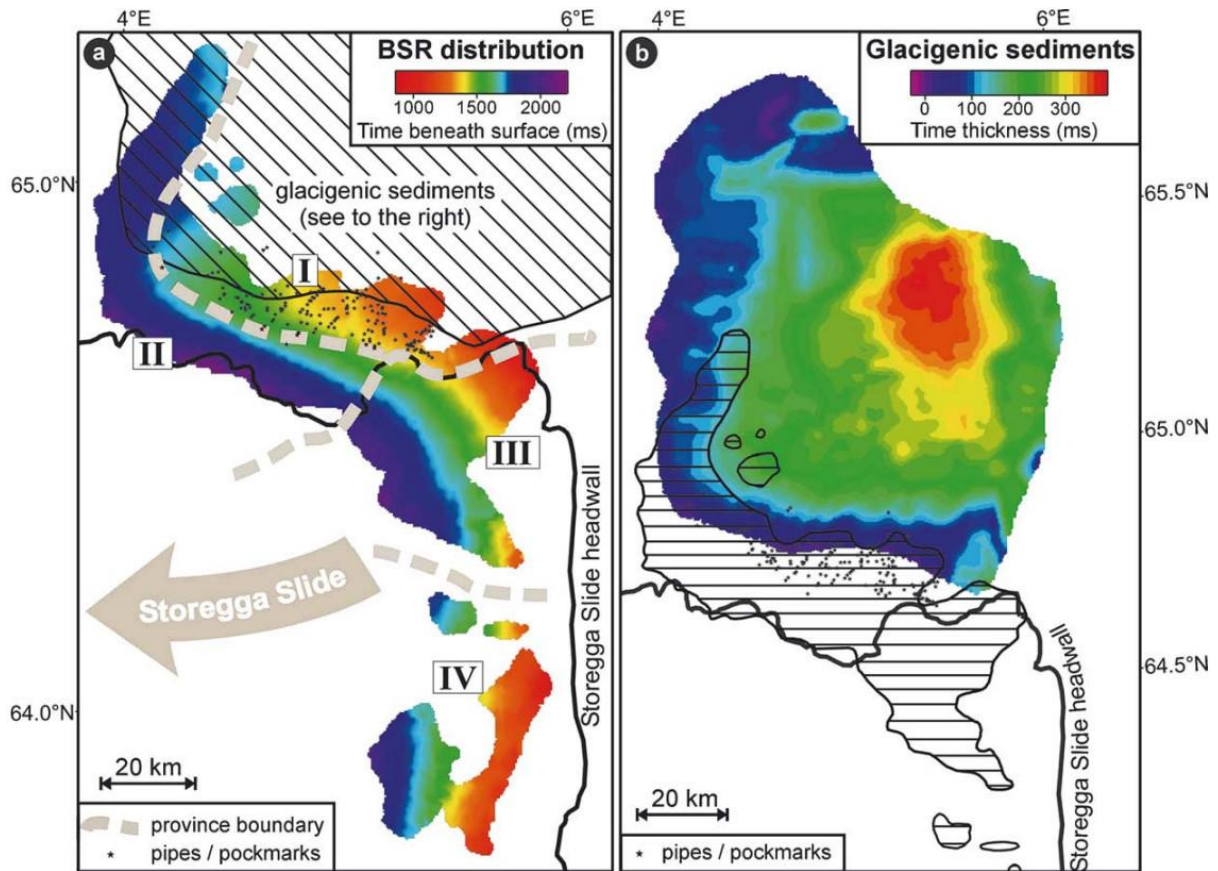 4°E
6°E
4°E
6°E
a
BSR distribution
1000 1500 2000
Time beneath surface (ms)
65.0°N
glacigenic sediments
(see to the right)
I
II
III
Storegga Slide
IV
64.0°N
Storegga Slide headwall
20 km
province boundary
pipes / pockmarks
b
Glacigenic sediments
0 100 200 300
Time thickness (ms)
65.5°N
65.0°N
64.5°N
Storegga Slide headwall
20 km
pipes / pockmarks